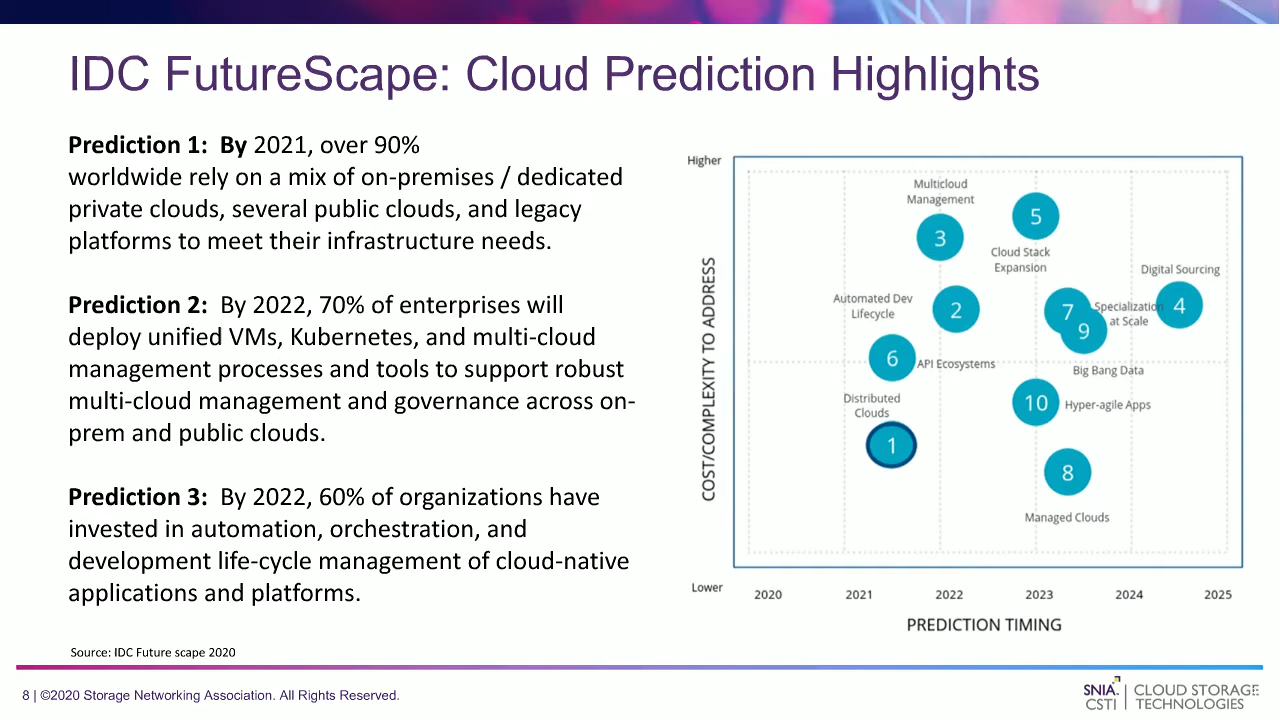 IDC FutureScape: Cloud Prediction Highlights
Prediction 1:  By 2021, over 90%
worldwide rely on a mix of on-premises / dedicated
private clouds, several public clouds, and legacy
platforms to meet their infrastructure needs.
Prediction 2:  By 2022, 70% of enterprises will
deploy unified VMs, Kubernetes, and multi-cloud
management processes and tools to support robust
multi-cloud management and governance across on-
prem and public clouds.
Prediction 3:  By 2022, 60% of organizations have
invested in automation, orchestration, and
development life-cycle management of cloud-native
applications and platforms.
Source: IDC Future scape 2020
Higher
COST/COMPLEXITY TO ADDRESS
Lower
Multicloud
Management
3
5
Cloud Stack
Expansion
Digital Sourcing
4
Automated Dev
Lifecycle
2
7
Specialization
at Scale
9
6
API Ecosystems
Big Bang Data
Distributed
Clouds
1
10
Hyper-agile Apps
8
Managed Clouds
2020
2021
2022
2023
2024
2025
PREDICTION TIMING
8 | ©2020 Storage Networking Association. All Rights Reserved.
SNIA
CSTI
CLOUD STORAGE
TECHNOLOGIES